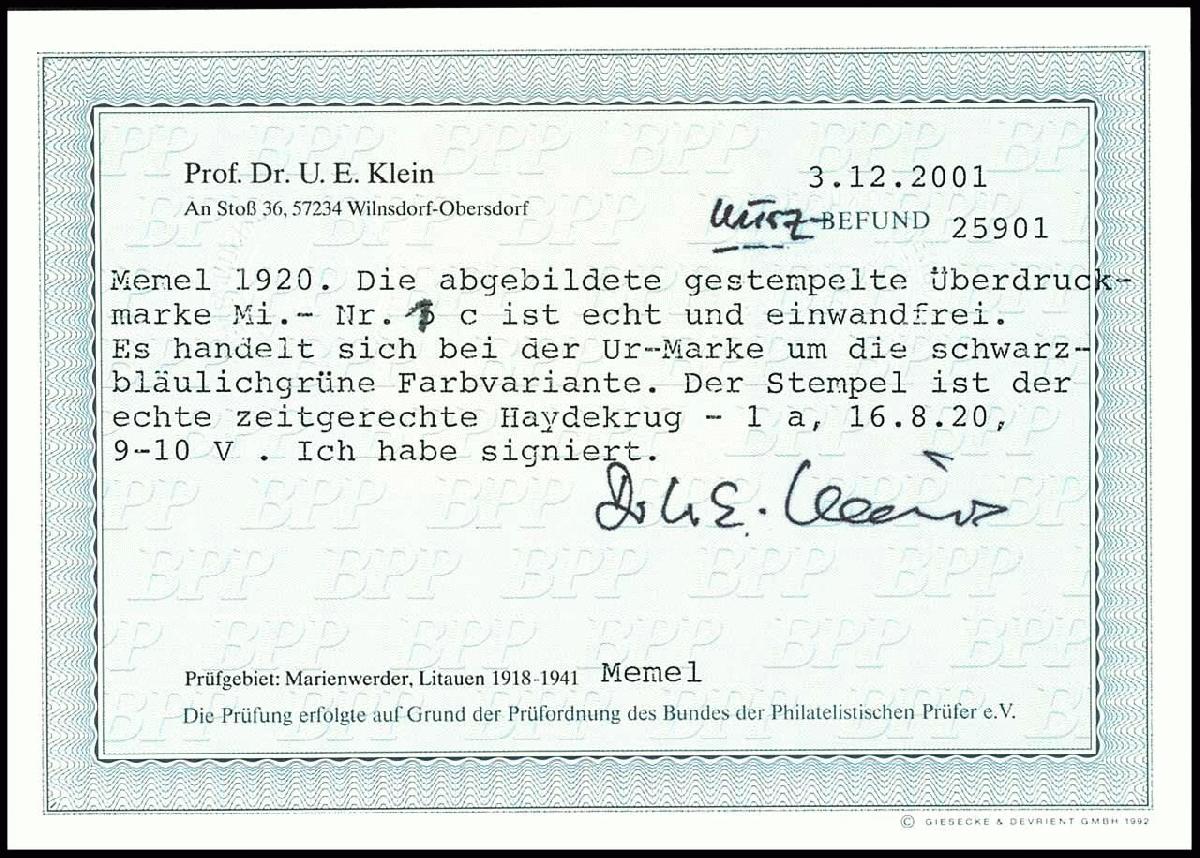 Prof. Dr. U. E. Klein
An Stoß 36, 57234 Wilnsdorf-Obersdorf
3.12.2001
Kurz-BEFUND 25901
Memel 1920. Die abgebildete gestempelte Überdruck-
marke Mi.- Nr. c ist echt und einwandfrei.
Es handelt sich bei der Ur-Marke um die schwarz-
bläulichgrüne Farbvariante. Der Stempel ist der
echte zeitgerechte Haydekrug - 1 a, 16.8.20,
9-10 V . Ich habe signiert.
Dr. U. E. Klein
Prüfgebiet: Marienwerder, Litauen 1918-1941 Memel
Die Prüfung erfolgte auf Grund der Prüfordnung des Bundes der Philatelistischen Prüfer e.V.
© GIESECKE & DEVRIENT GMBH 1992